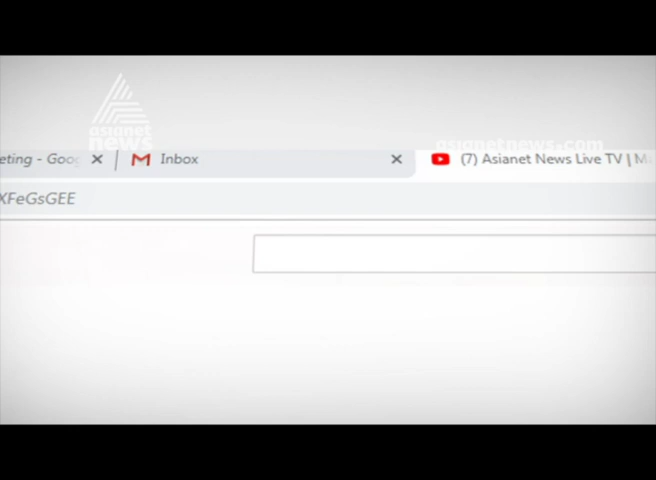 asianet
news
asianetnews.com
eting - Goo
Inbox
(7) Asianet News Live TV | M
XFeGsGEE